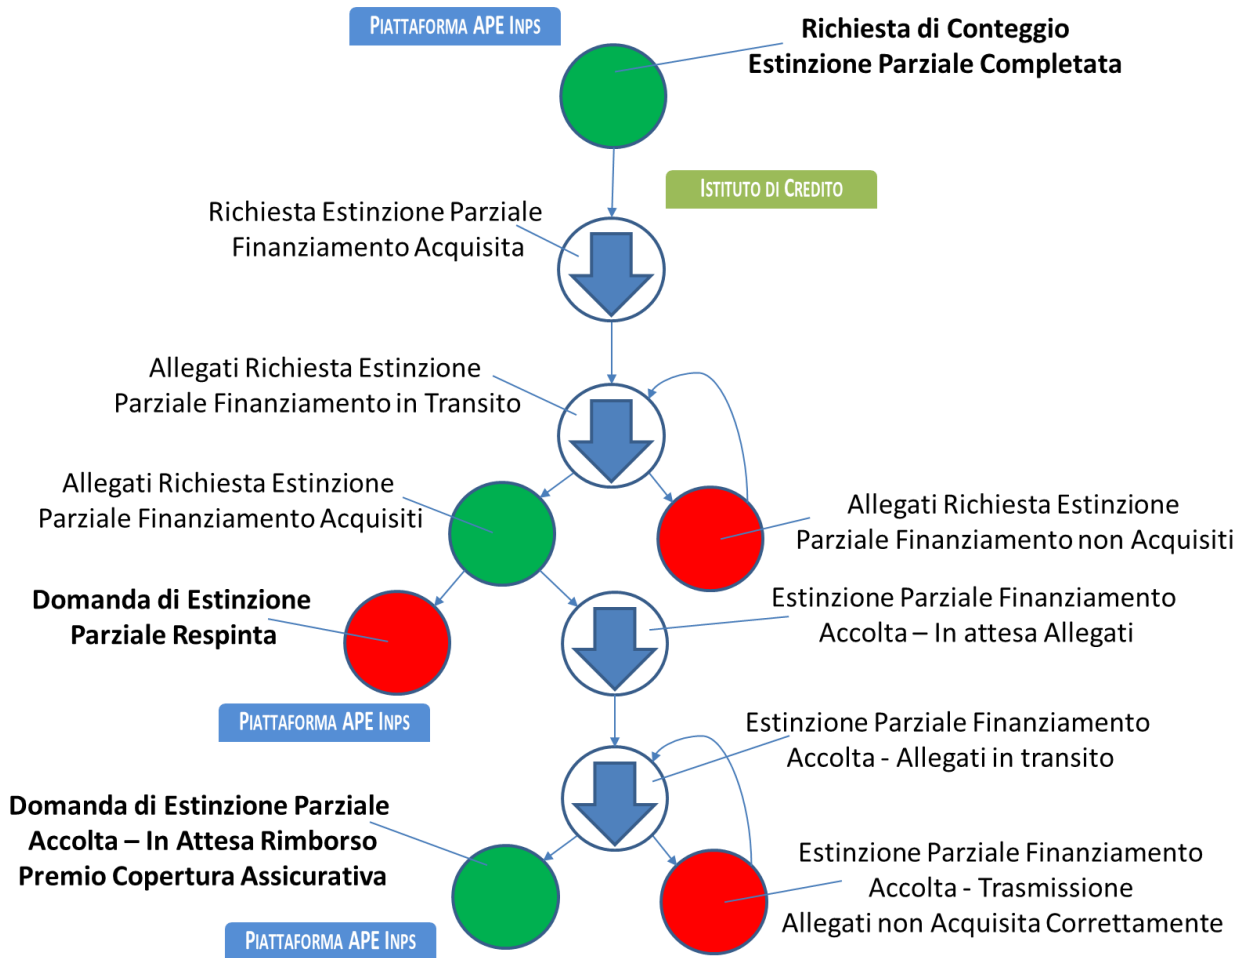 PIATTAFORMA APE INPS
Richiesta di Conteggio
Estinzione Parziale Completata
ISTITUTO DI CREDITO
Richiesta Estinzione Parziale
Finanziamento Acquisita
Allegati Richiesta Estinzione
Parziale Finanziamento in Transito
Allegati Richiesta Estinzione
Parziale Finanziamento Acquisiti
Allegati Richiesta Estinzione
Parziale Finanziamento non Acquisiti
Domanda di Estinzione
Parziale Respinta
Estinzione Parziale Finanziamento
Accolta – In attesa Allegati
PIATTAFORMA APE INPS
Estinzione Parziale Finanziamento
Accolta - Allegati in transito
Domanda di Estinzione Parziale
Accolta – In Attesa Rimborso
Premio Copertura Assicurativa
Estinzione Parziale Finanziamento
Accolta - Trasmissione
Allegati non Acquisita Correttamente
PIATTAFORMA APE INPS